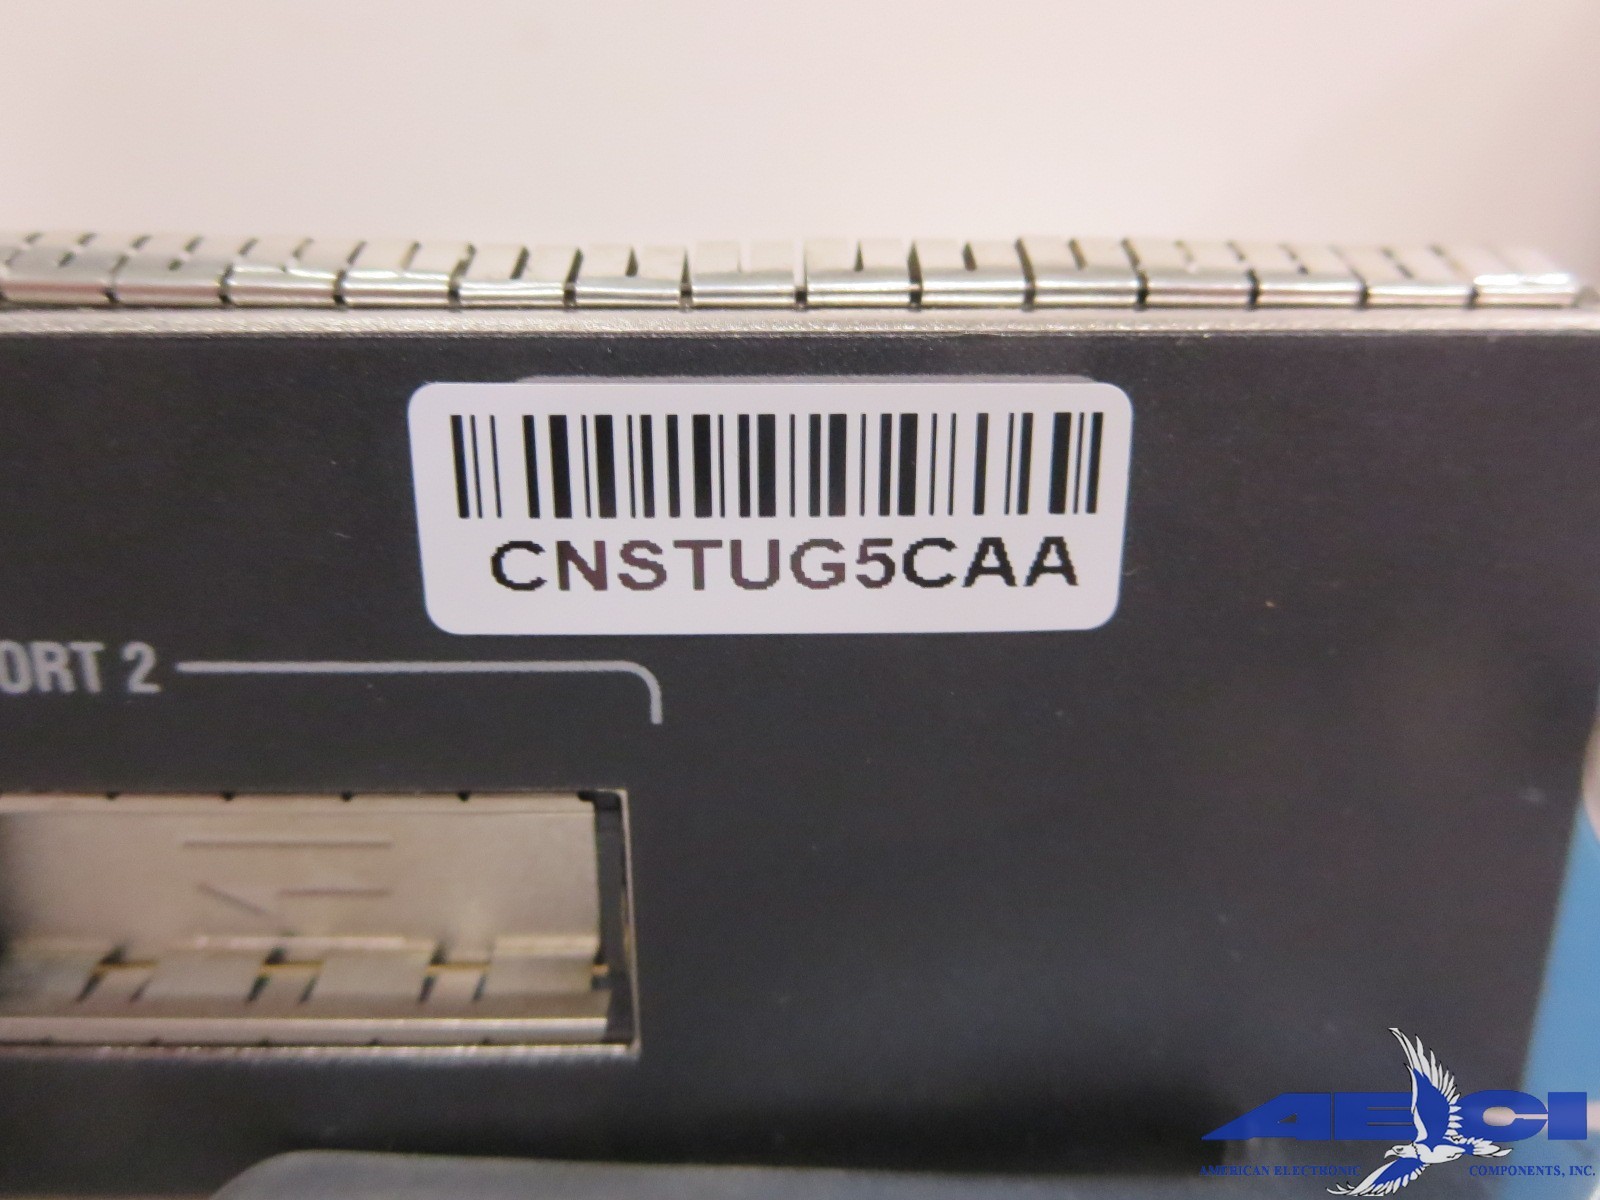 CNSTUG5CAA
ORT 2
AECI
AMERICAN ELECTRONIC COMPONENTS, INC.